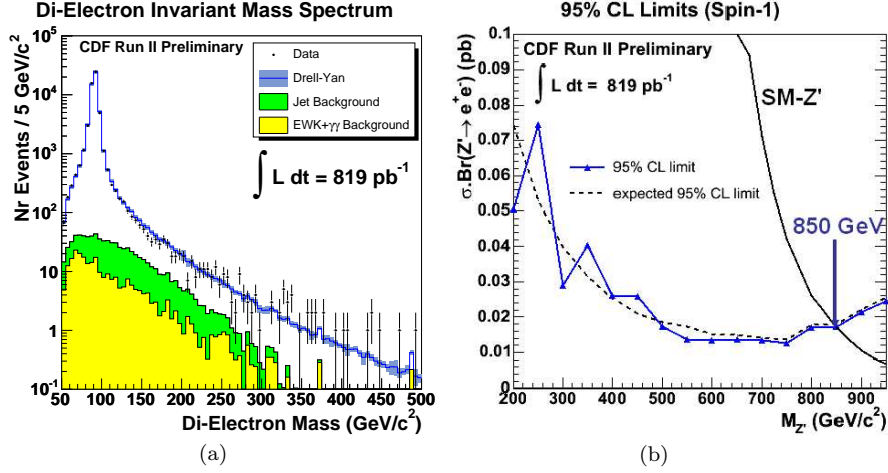 Di-Electron Invariant Mass Spectrum
Nr Events / 5 GeV/c²
CDF Run II Preliminary
Data
Drell-Yan
Jet Background
EWK+γγ Background
∫ L dt = 819 pb⁻¹
10⁵
10⁴
10³
10²
10
1
10⁻¹
50 100 150 200 250 300 350 400 450 500
Di-Electron Mass (GeV/c²)
(a)
95% CL Limits (Spin-1)
σ.Br(Z'→ e⁺e⁻) (pb)
CDF Run II Preliminary
∫ L dt = 819 pb⁻¹
SM-Z'
95% CL limit
expected 95% CL limit
850 GeV
0.1
0.09
0.08
0.07
0.06
0.05
0.04
0.03
0.02
0.01
0
200 300 400 500 600 700 800 900
M_Z' (GeV/c²)
(b)